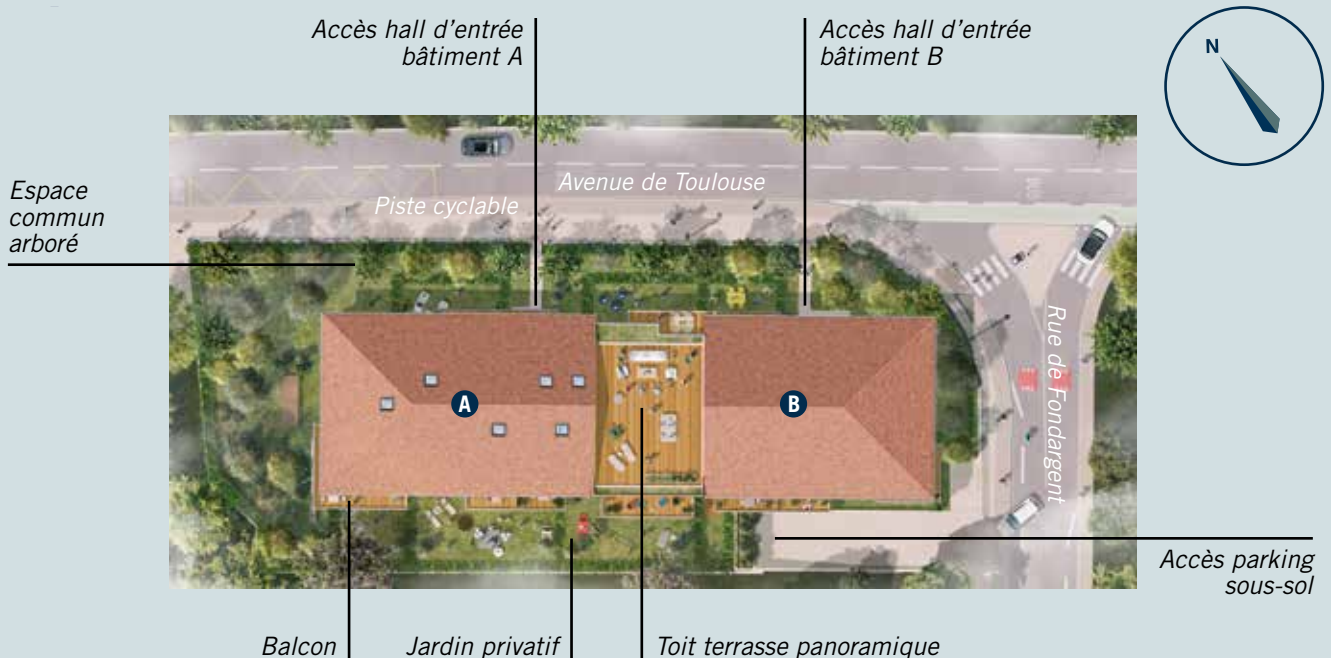 Accès hall d’entrée
bâtiment A
Accès hall d’entrée
bâtiment B
N
Espace
commun
arboré
Avenue de Toulouse
Piste cyclable
Rue de Fondargent
A
B
Accès parking
sous-sol
Balcon
Jardin privatif
Toit terrasse panoramique